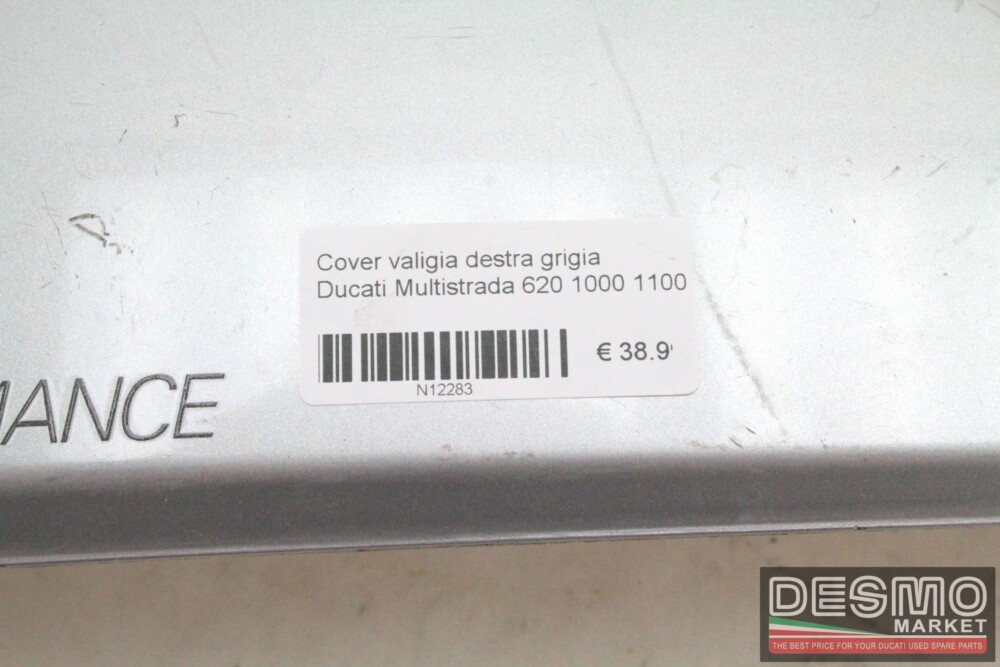 Cover valigia destra grigia
Ducati Multistrada 620 1000 1100
€ 38.9
N12283
MANCE
DESMO
MARKET
THE BEST PRICE FOR YOUR DUCATI USED SPARE PARTS